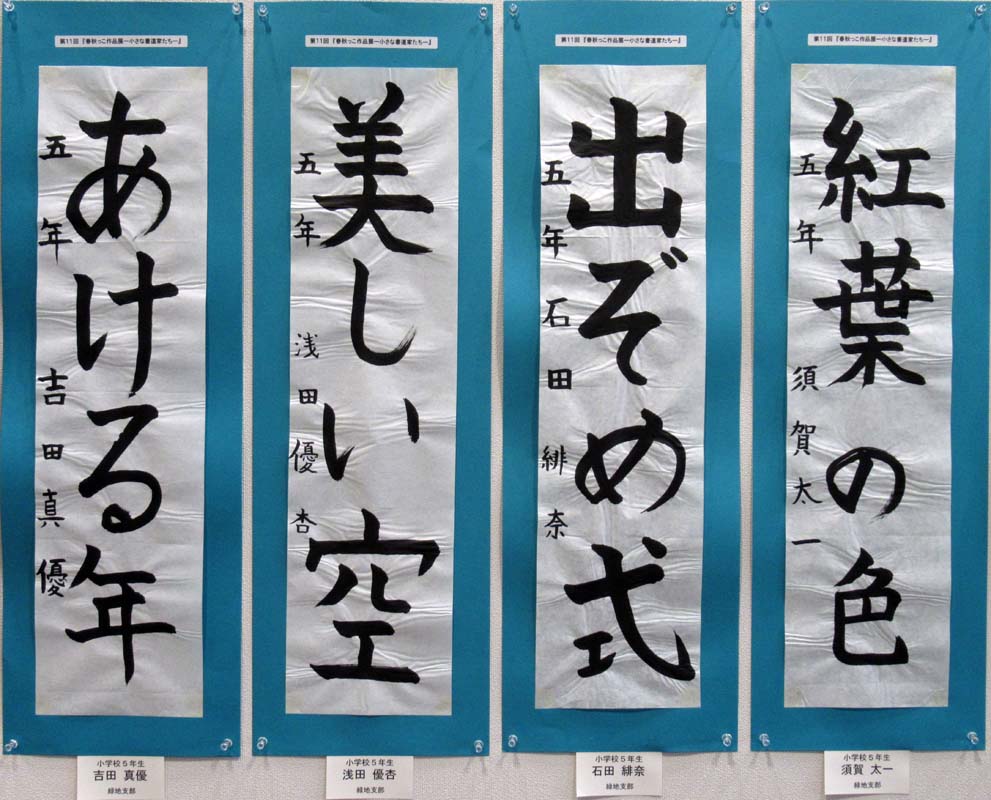 第11回『春秋っこ作品展ー小さな書道家たちー』
紅葉の色
五年 須賀太一
小学校5年生
須賀 太一
緑地支部
第11回『春秋っこ作品展ー小さな書道家たちー』
出ぞめ式
五年 石田緋奈
小学校5年生
石田 緋奈
緑地支部
第11回『春秋っこ作品展ー小さな書道家たちー』
美しい空
五年 浅田優杏
小学校5年生
浅田 優杏
緑地支部
第11回『春秋っこ作品展ー小さな書道家たちー』
あける年
五年 吉田真優
小学校5年生
吉田 真優
緑地支部